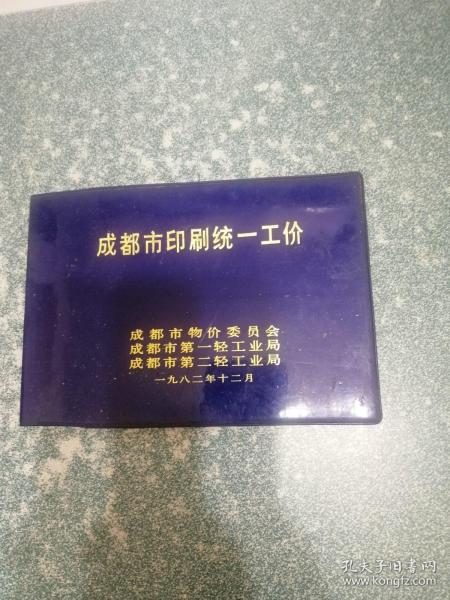 成都市印刷统一工价
成都市物价委员会
成都市第一轻工业局
成都市第二轻工业局
一九八二年十二月
孔夫子旧书网
www.kongfz.com